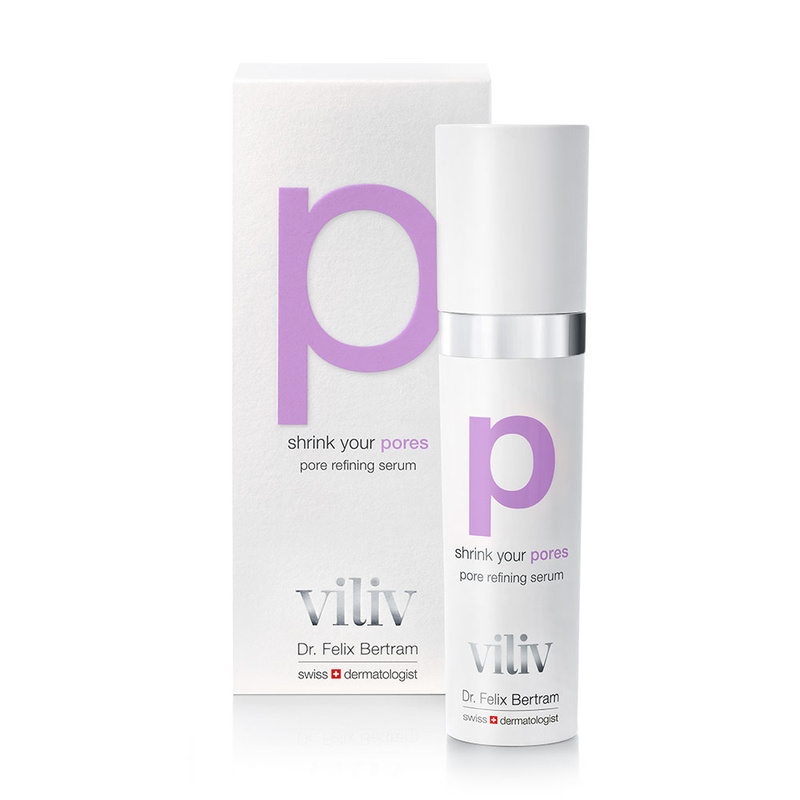 p
shrink your pores
pore refining serum
viliv
Dr. Felix Bertram
swiss dermatologist
p
shrink your pores
pore refining serum
viliv
Dr. Felix Bertram
swiss dermatologist